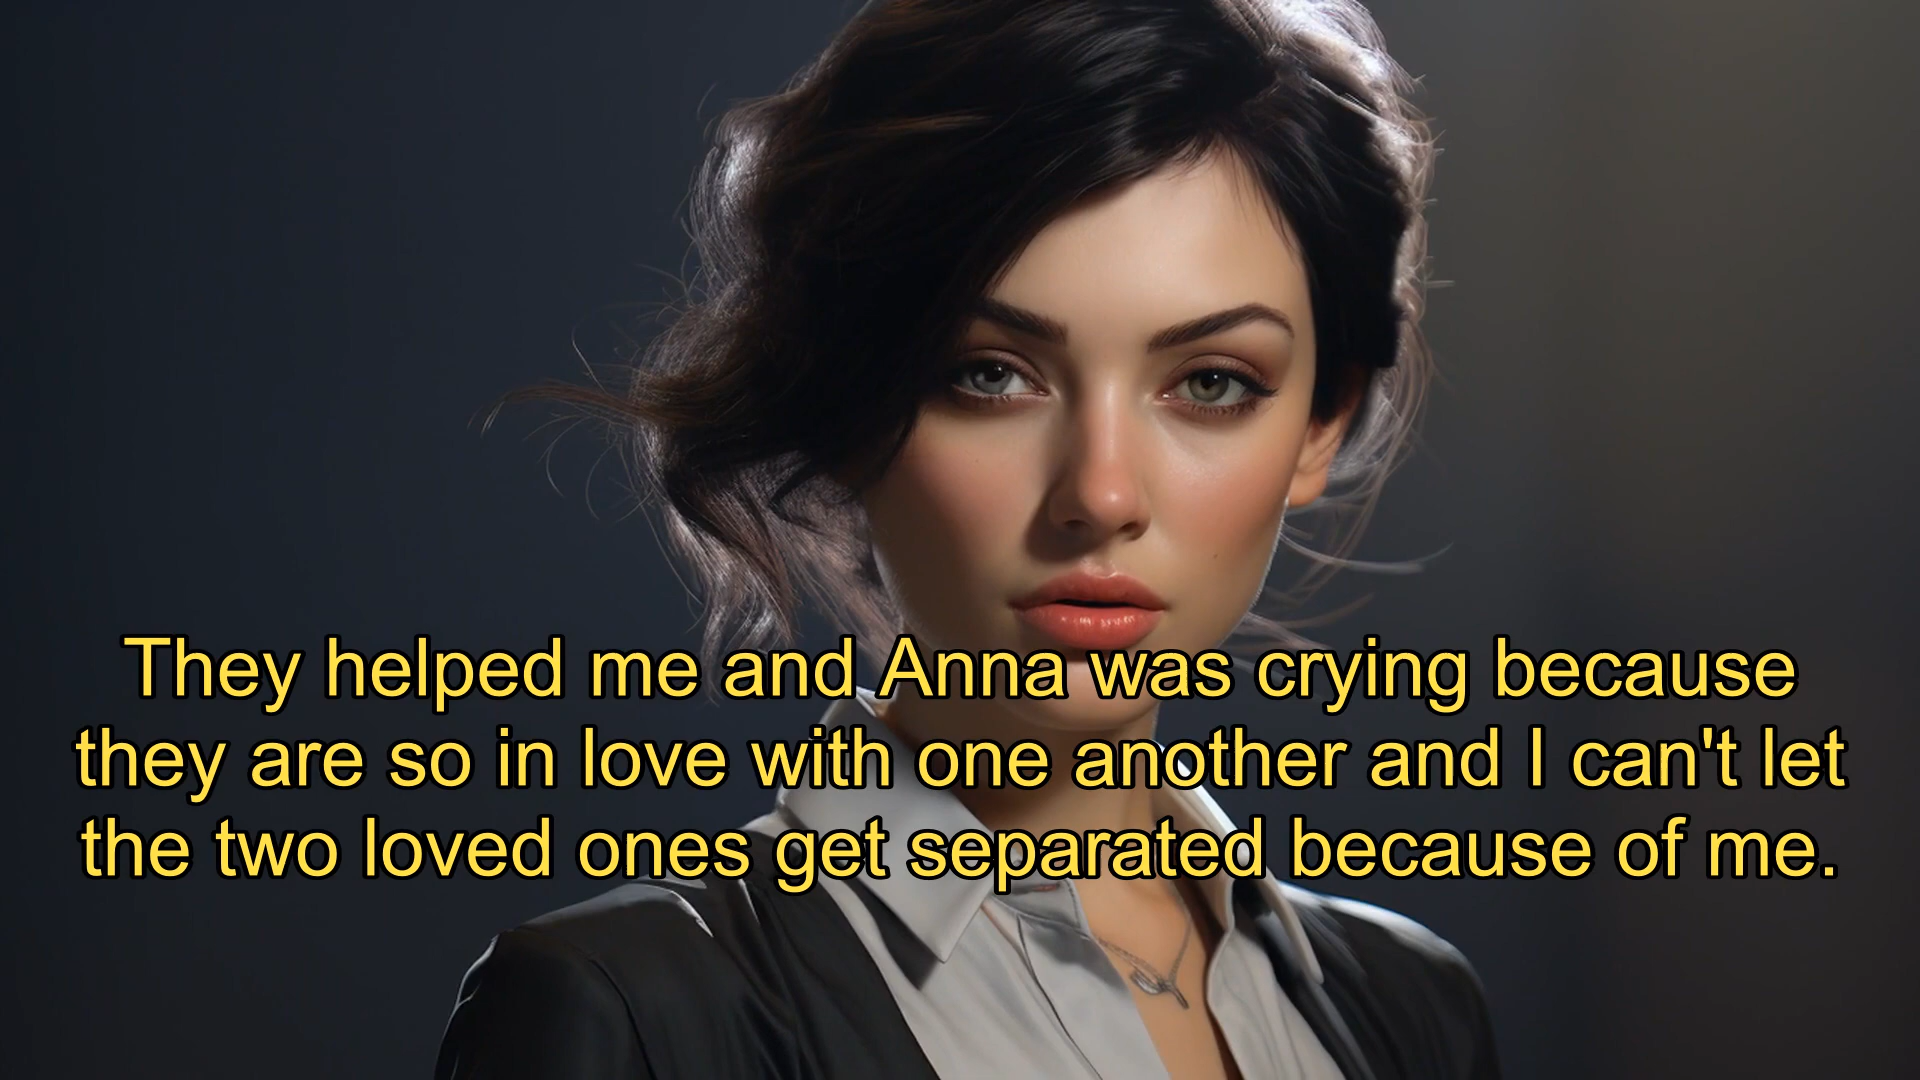 They helped me and Anna was crying because
they are so in love with one another and I can't let
the two loved ones get separated because of me.